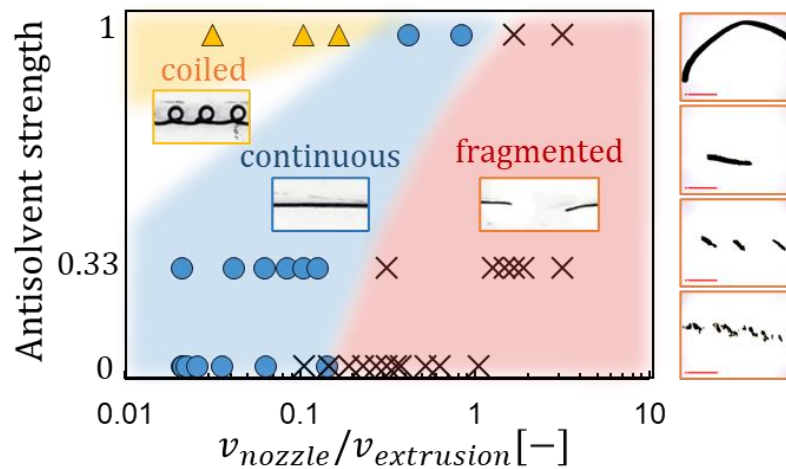 Antisolvent strength
1
0.33
0
coiled
continuous
fragmented
0.01
0.1
1
10
v_nozzle/v_extrusion[−]